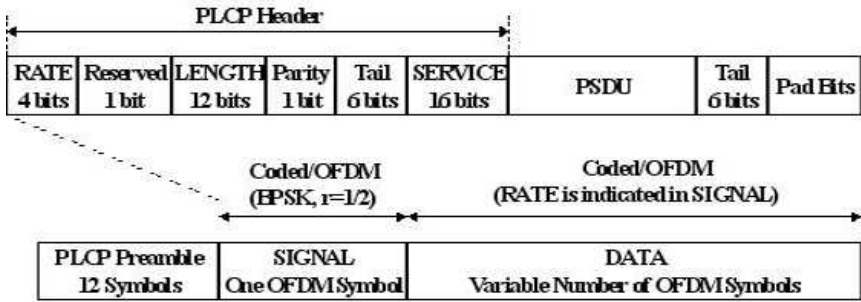 PLCP Header
RATE Reserved LENGTH Parity Tail SERVICE PSDU Tail Pad Bits
4 bits 1 bit 12 bits 1 bit 6 bits 16 bits 6 bits
Coded/OFDM Coded/OFDM
(BPSK, r=1/2) (RATE is indicated in SIGNAL)
PLCP Preamble SIGNAL DATA
12 Symbols One OFDM Symbol Variable Number of OFDM Symbols